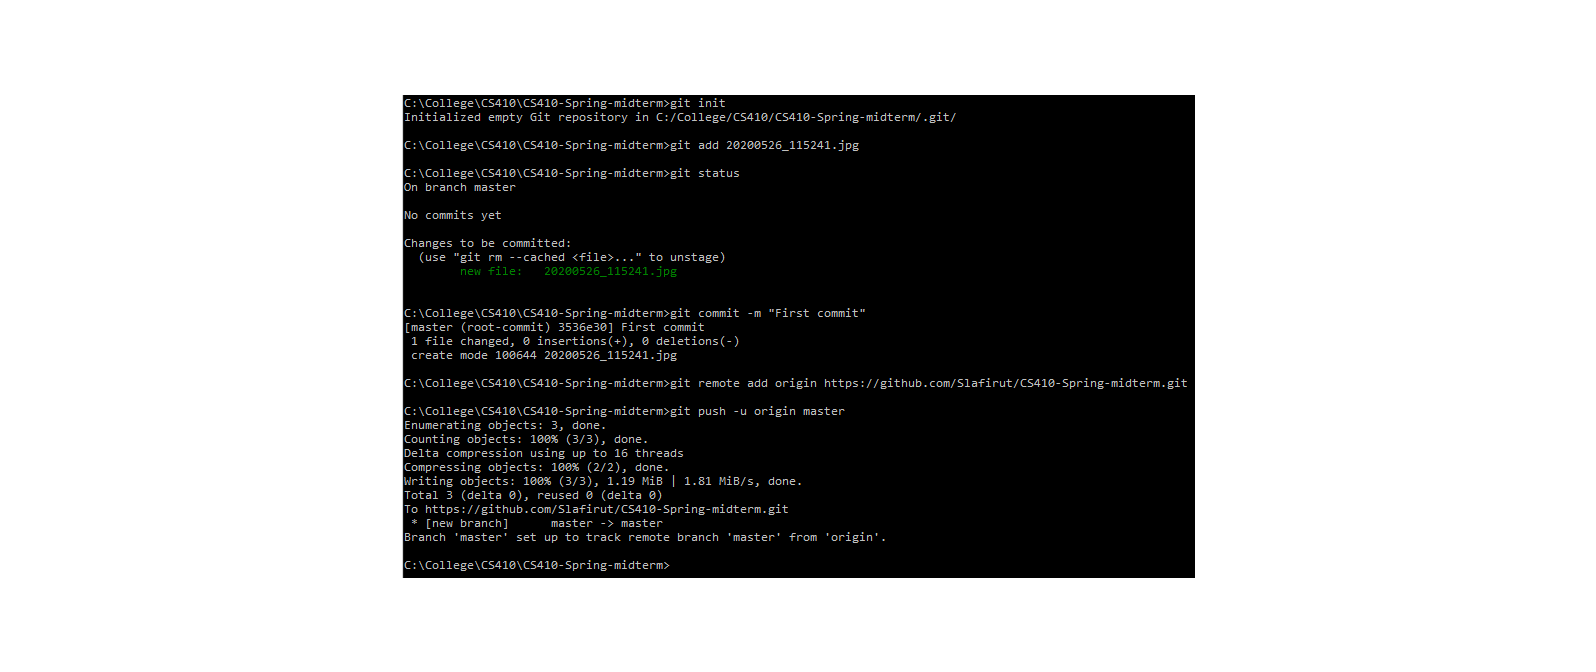 C:\College\CS410\CS410-Spring-midterm>git init
Initialized empty Git repository in C:/College/CS410/CS410-Spring-midterm/.git/
C:\College\CS410\CS410-Spring-midterm>git add 20200526_115241.jpg
C:\College\CS410\CS410-Spring-midterm>git status
On branch master
No commits yet
Changes to be committed:
  (use "git rm --cached <file>..." to unstage)
        new file:   20200526_115241.jpg
C:\College\CS410\CS410-Spring-midterm>git commit -m "First commit"
[master (root-commit) 3536e30] First commit
 1 file changed, 0 insertions(+), 0 deletions(-)
 create mode 100644 20200526_115241.jpg
C:\College\CS410\CS410-Spring-midterm>git remote add origin https://github.com/Slafirut/CS410-Spring-midterm.git
C:\College\CS410\CS410-Spring-midterm>git push -u origin master
Enumerating objects: 3, done.
Counting objects: 100% (3/3), done.
Delta compression using up to 16 threads
Compressing objects: 100% (2/2), done.
Writing objects: 100% (3/3), 1.19 MiB | 1.81 MiB/s, done.
Total 3 (delta 0), reused 0 (delta 0)
To https://github.com/Slafirut/CS410-Spring-midterm.git
 * [new branch]      master -> master
Branch 'master' set up to track remote branch 'master' from 'origin'.
C:\College\CS410\CS410-Spring-midterm>